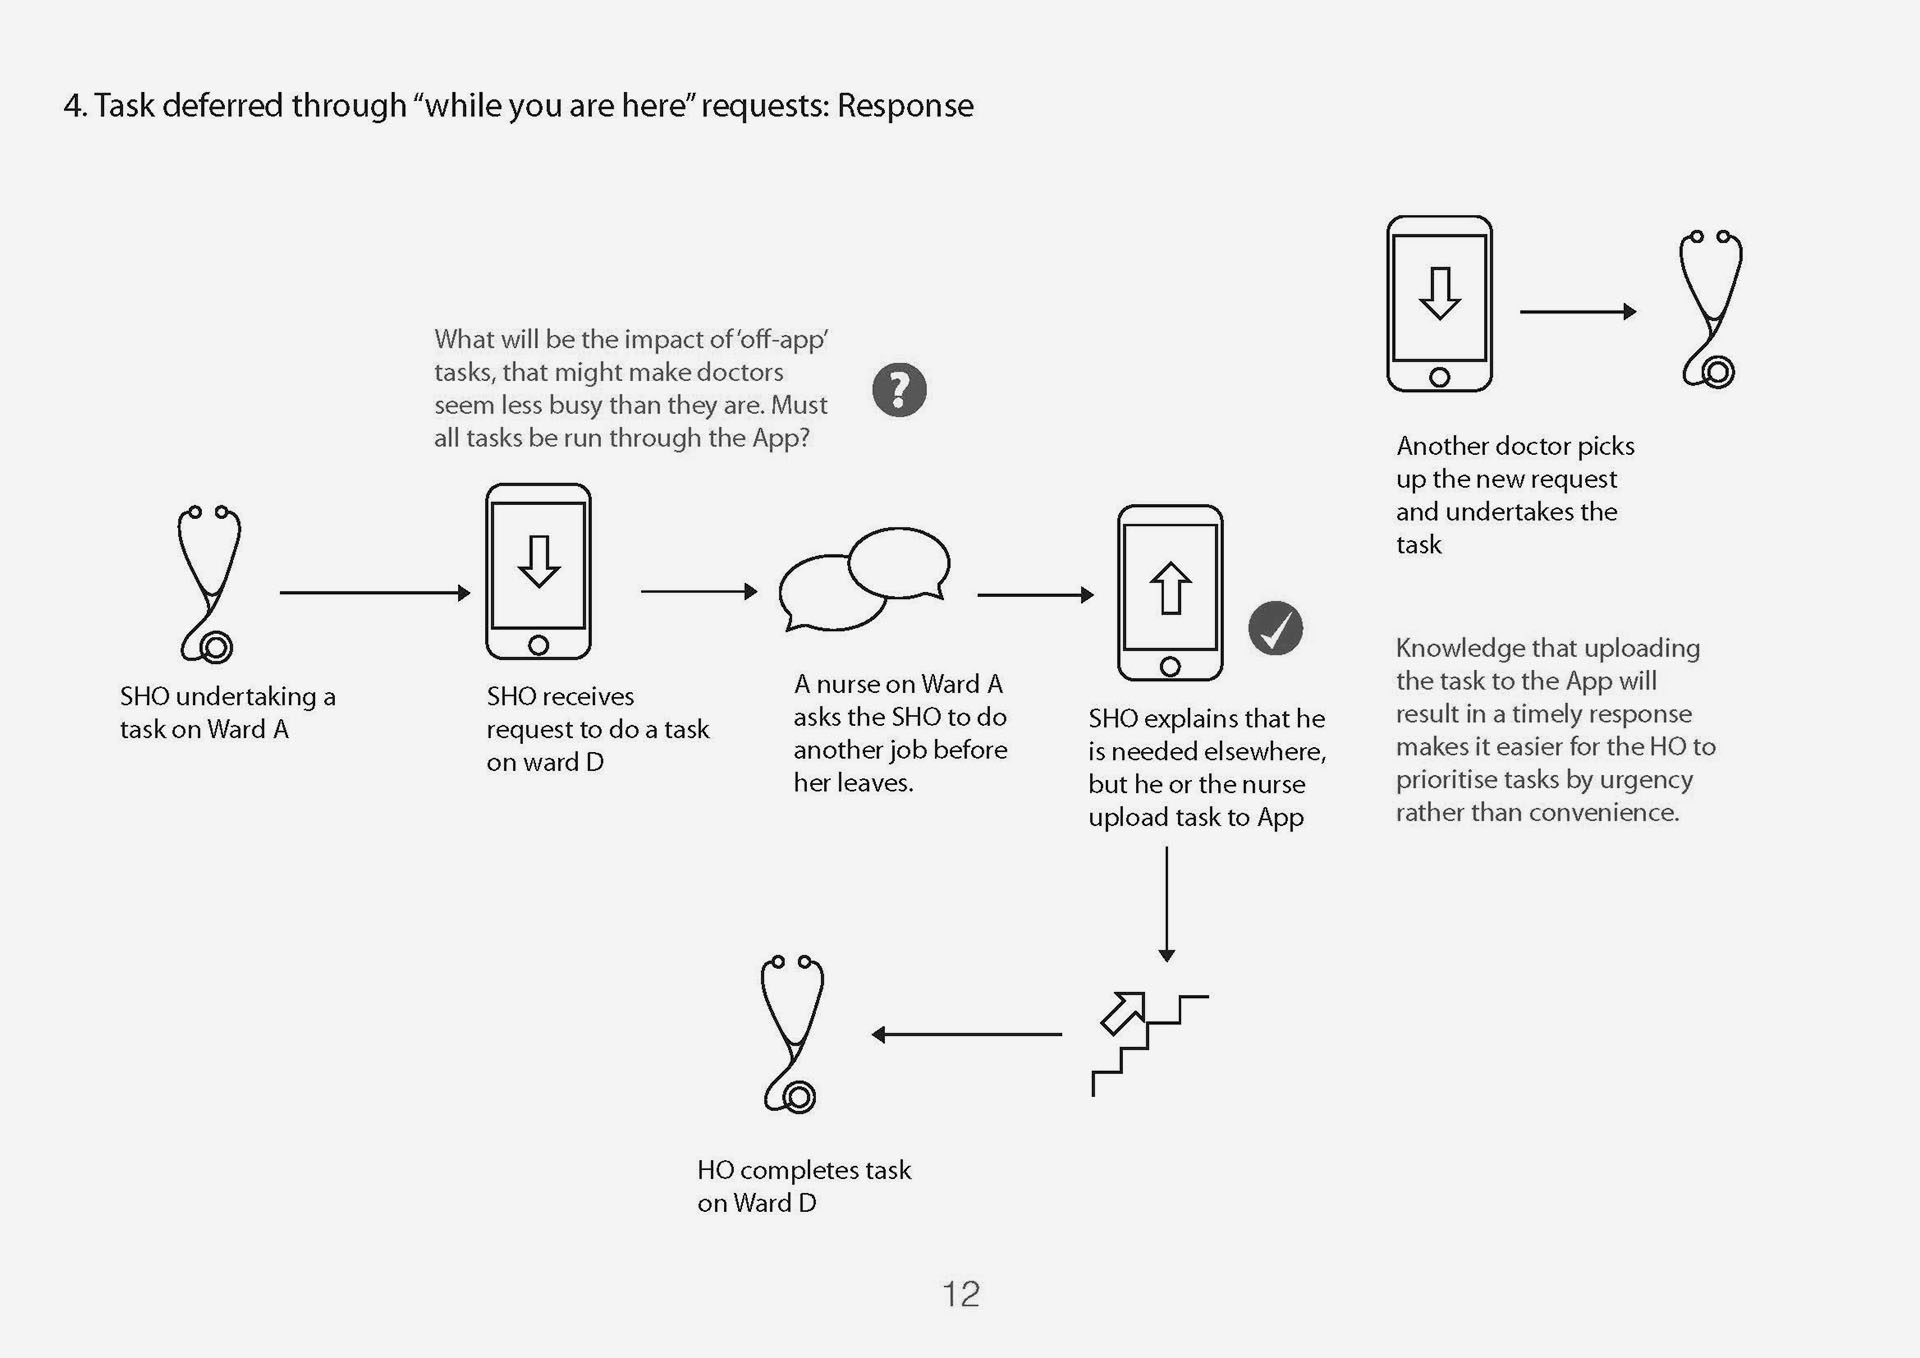 4. Task deferred through “while you are here” requests: Response
What will be the impact of ‘off-app’
tasks, that might make doctors
seem less busy than they are. Must
all tasks be run through the App?
?
SHO undertaking a
task on Ward A
SHO receives
request to do a task
on ward D
A nurse on Ward A
asks the SHO to do
another job before
her leaves.
SHO explains that he
is needed elsewhere,
but he or the nurse
upload task to App
Another doctor picks
up the new request
and undertakes the
task
Knowledge that uploading
the task to the App will
result in a timely response
makes it easier for the HO to
prioritise tasks by urgency
rather than convenience.
HO completes task
on Ward D
12